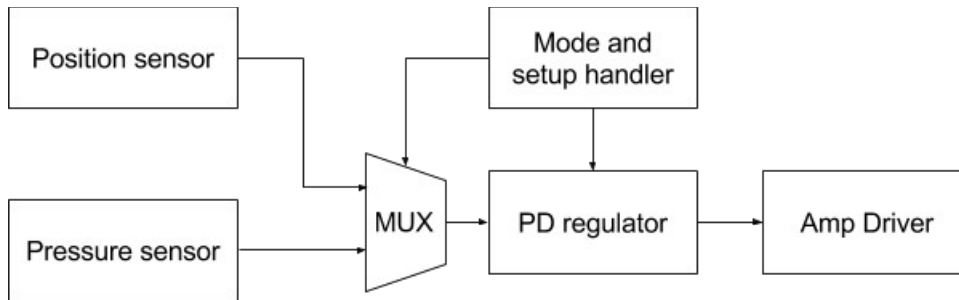 Position sensor
Mode and
setup handler
Pressure sensor
MUX
PD regulator
Amp Driver